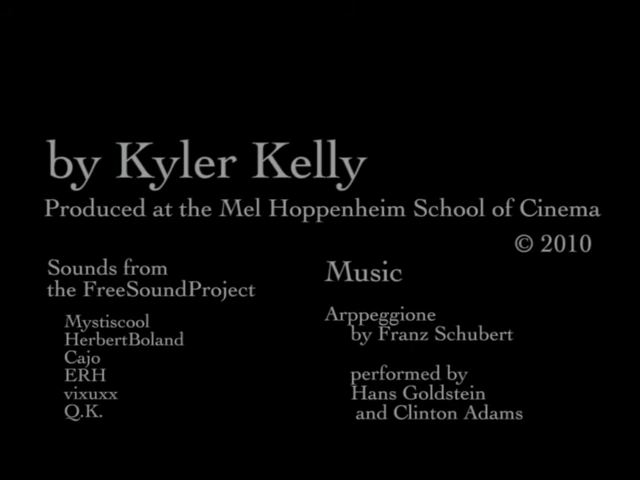 by Kyler Kelly
Produced at the Mel Hoppenheim School of Cinema
© 2010
Sounds from
the FreeSoundProject
Mystiscool
HerbertBoland
Cajo
ERH
vixuxx
Q.K.
Music
Arppeggione
by Franz Schubert
performed by
Hans Goldstein
and Clinton Adams